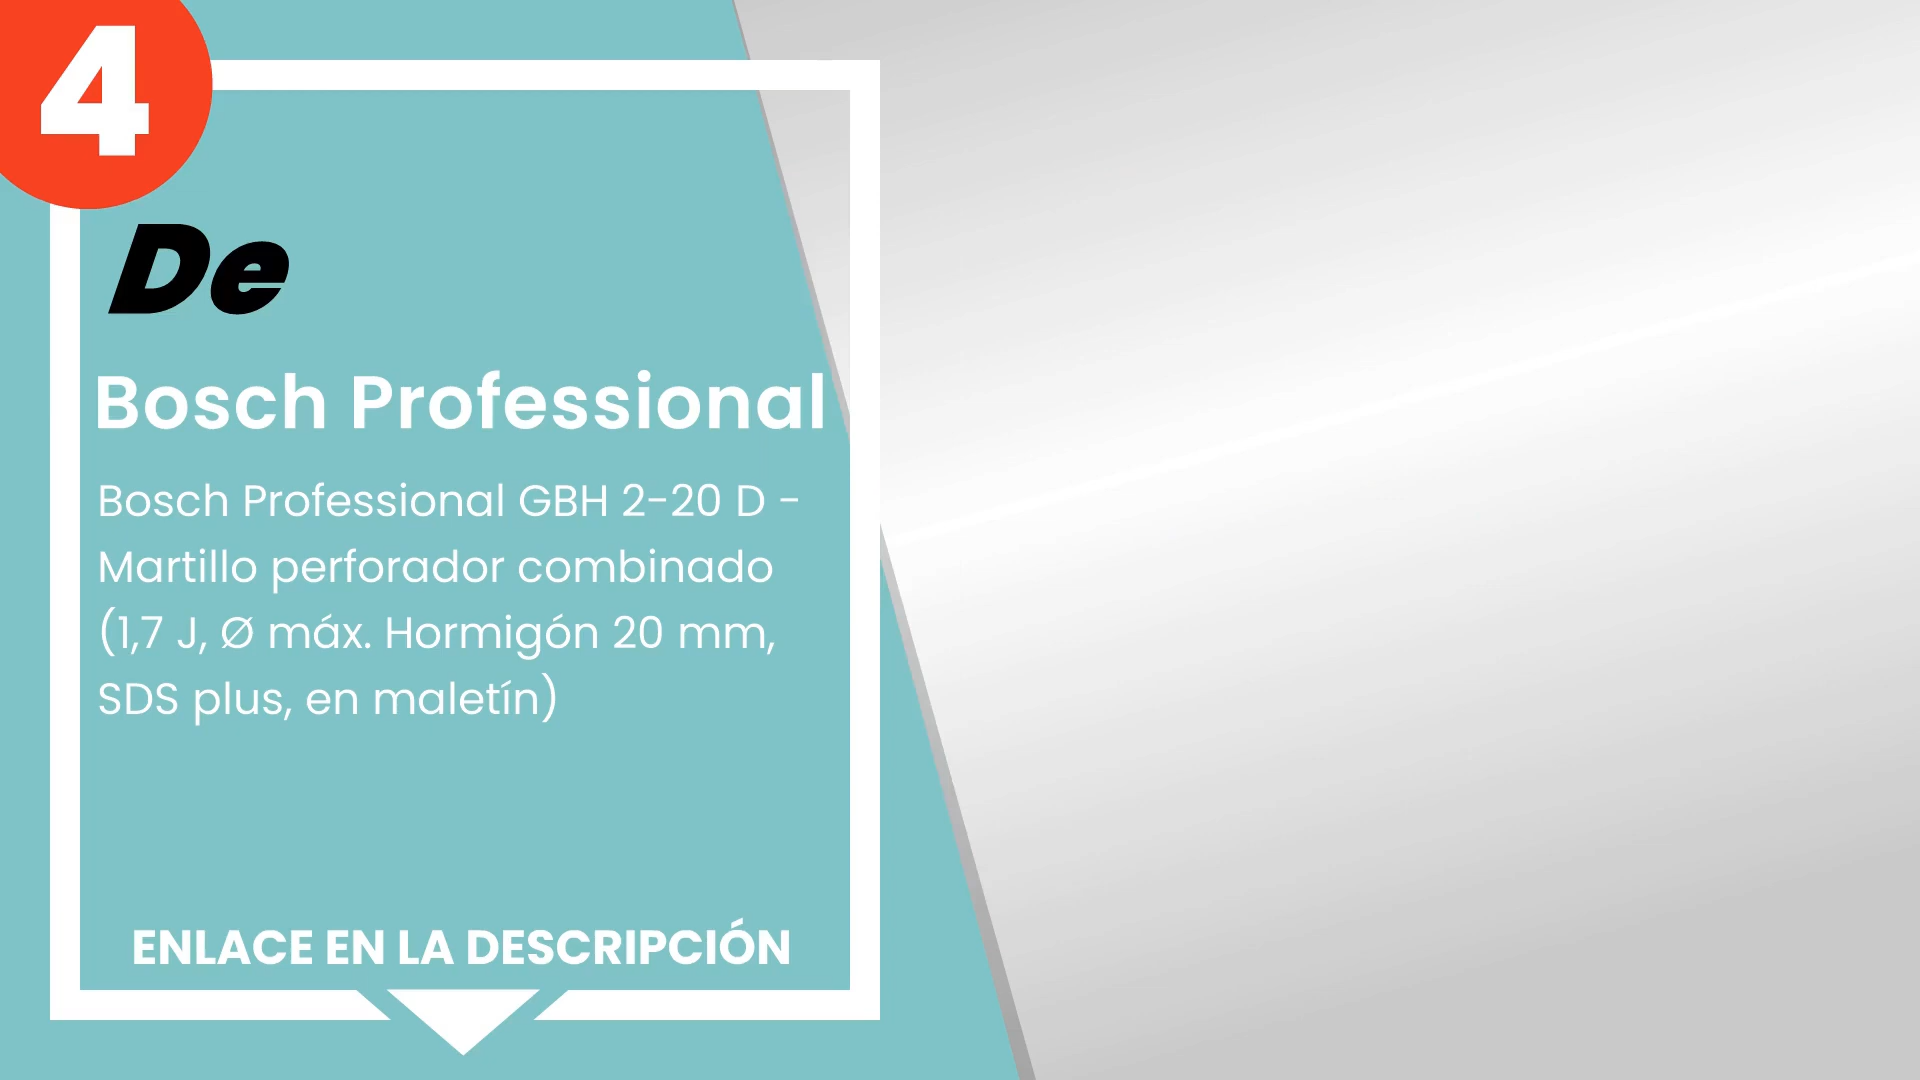 4
De
Bosch Professional
Bosch Professional GBH 2-20 D -
Martillo perforador combinado
(1,7 J, Ø máx. Hormigón 20 mm,
SDS plus, en maletín)
ENLACE EN LA DESCRIPCIÓN